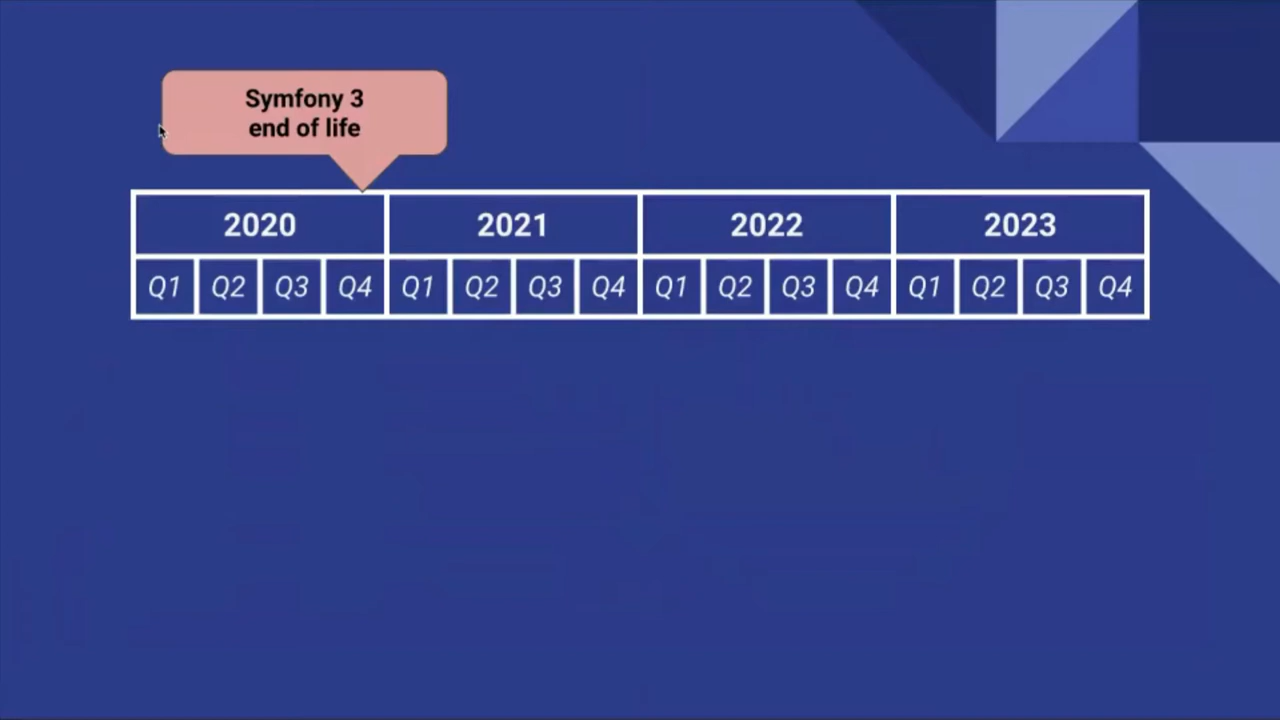 Symfony 3
end of life
2020 2021 2022 2023
Q1 Q2 Q3 Q4 Q1 Q2 Q3 Q4 Q1 Q2 Q3 Q4 Q1 Q2 Q3 Q4